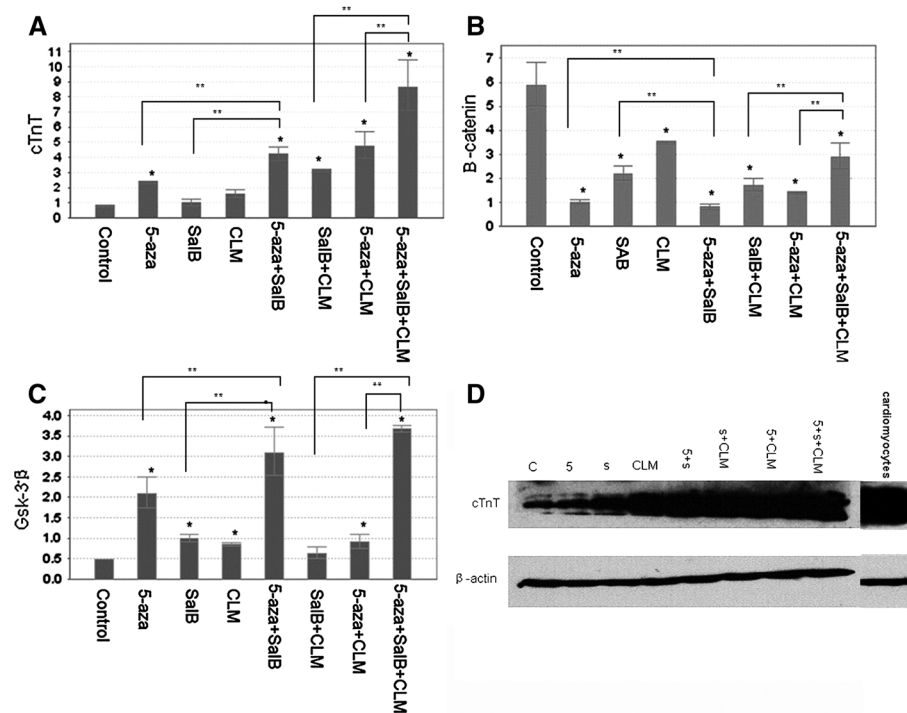 A
cTnT
11
10
9
8
7
6
5
4
3
2
1
0
**
**
**
**
*
*
*
*
*
Control
5-aza
SalB
CLM
5-aza+SalB
SalB+CLM
5-aza+CLM
5-aza+SalB+CLM
B
B-catenin
7
6
5
4
3
2
1
0
**
**
**
**
*
*
*
*
*
*
*
Control
5-aza
SAB
CLM
5-aza+SalB
SalB+CLM
5-aza+CLM
5-aza+SalB+CLM
C
Gsk-3β
4.0
3.5
3.0
2.5
2.0
1.5
1.0
0.5
0.0
**
**
**
**
*
*
*
*
*
*
Control
5-aza
SalB
CLM
5-aza+SalB
SalB+CLM
5-aza+CLM
5-aza+SalB+CLM
D
C
5
s
CLM
5+s
s+CLM
5+CLM
5+s+CLM
cardiomyocytes
cTnT
β-actin